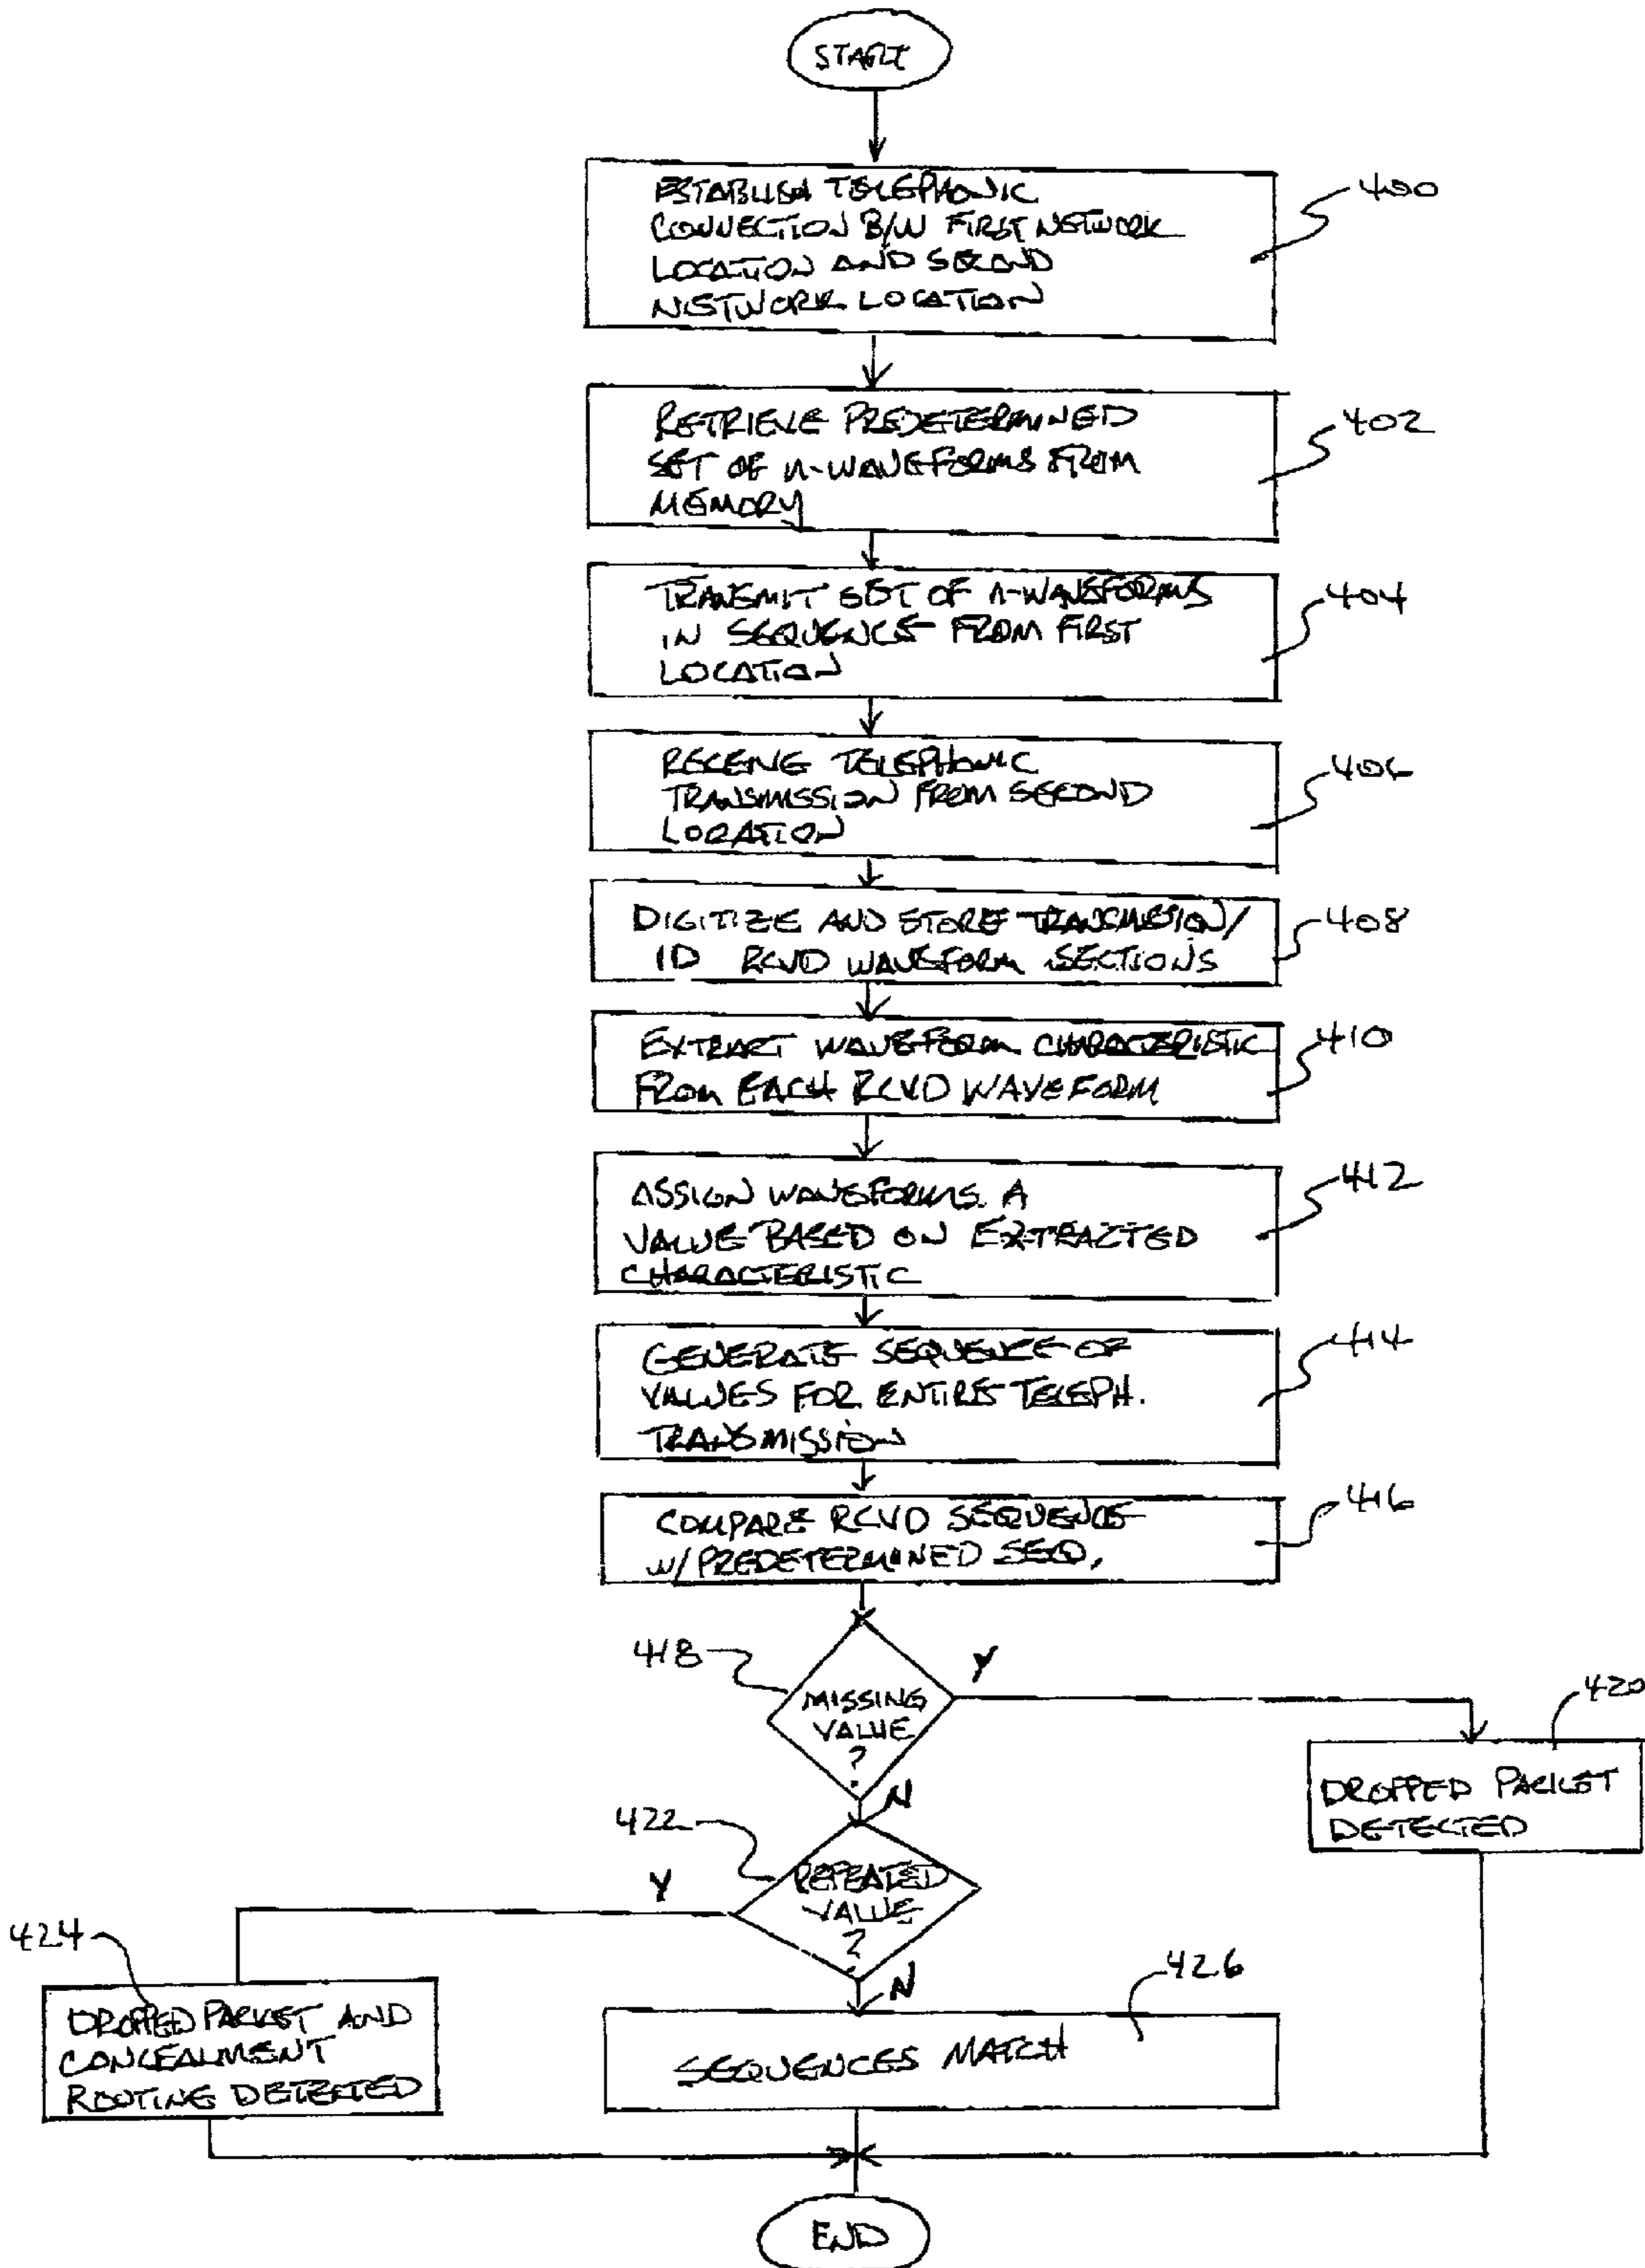 START
ESTABLISH TELEPHONIC
CONNECTION B/W FIRST NETWORK
LOCATION AND SECOND
NETWORK LOCATION
400
RETRIEVE PREDETERMINED
SET OF n-WAVEFORMS FROM
MEMORY
402
TRANSMIT SET OF n-WAVEFORMS
IN SEQUENCE FROM FIRST
LOCATION
404
RECEIVE TELEPHONIC
TRANSMISSION FROM SECOND
LOCATION
406
DIGITIZE AND STORE TRANSMISSION/
ID RCVD WAVEFORM SECTIONS
408
EXTRACT WAVEFORM CHARACTERISTIC
FROM EACH RCVD WAVEFORM
410
ASSIGN WAVEFORMS A
VALUE BASED ON EXTRACTED
CHARACTERISTIC
412
GENERATE SEQUENCE OF
VALUES FOR ENTIRE TELEPH.
TRANSMISSION
414
COMPARE RCVD SEQUENCE
W/PREDETERMINED SEQ.
416
418
MISSING
VALUE
?
Y
N
420
DROPPED PACKET
DETECTED
422
REPEATED
VALUE
?
Y
N
424
DROPPED PACKET AND
CONCEALMENT
ROUTING DETECTED
426
SEQUENCES MATCH
END